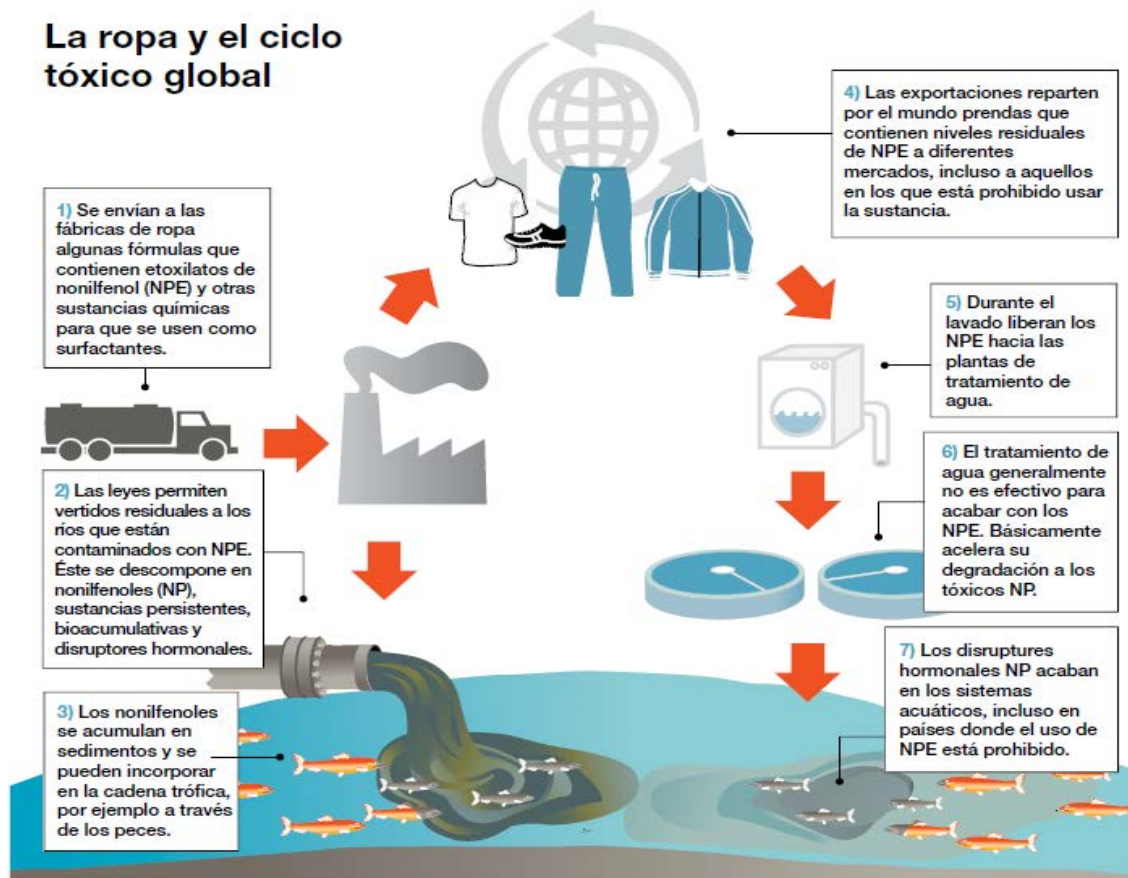 La ropa y el ciclo
tóxico global
1) Se envían a las
fábricas de ropa
algunas fórmulas que
contienen etoxilatos de
nonilfenol (NPE) y otras
sustancias químicas
para que se usen como
surfactantes.
2) Las leyes permiten
vertidos residuales a los
ríos que están
contaminados con NPE.
Éste se descompone en
nonilfenoles (NP),
sustancias persistentes,
bioacumulativas y
disruptores hormonales.
3) Los nonilfenoles
se acumulan en
sedimentos y se
pueden incorporar
en la cadena trófica,
por ejemplo a través
de los peces.
4) Las exportaciones reparten
por el mundo prendas que
contienen niveles residuales
de NPE a diferentes
mercados, incluso a aquellos
en los que está prohibido usar
la sustancia.
5) Durante el
lavado liberan los
NPE hacia las
plantas de
tratamiento de
agua.
6) El tratamiento de
agua generalmente
no es efectivo para
acabar con los
NPE. Básicamente
acelera su
degradación a los
tóxicos NP.
7) Los disruptures
hormonales NP acaban
en los sistemas
acuáticos, incluso en
países donde el uso de
NPE está prohibido.